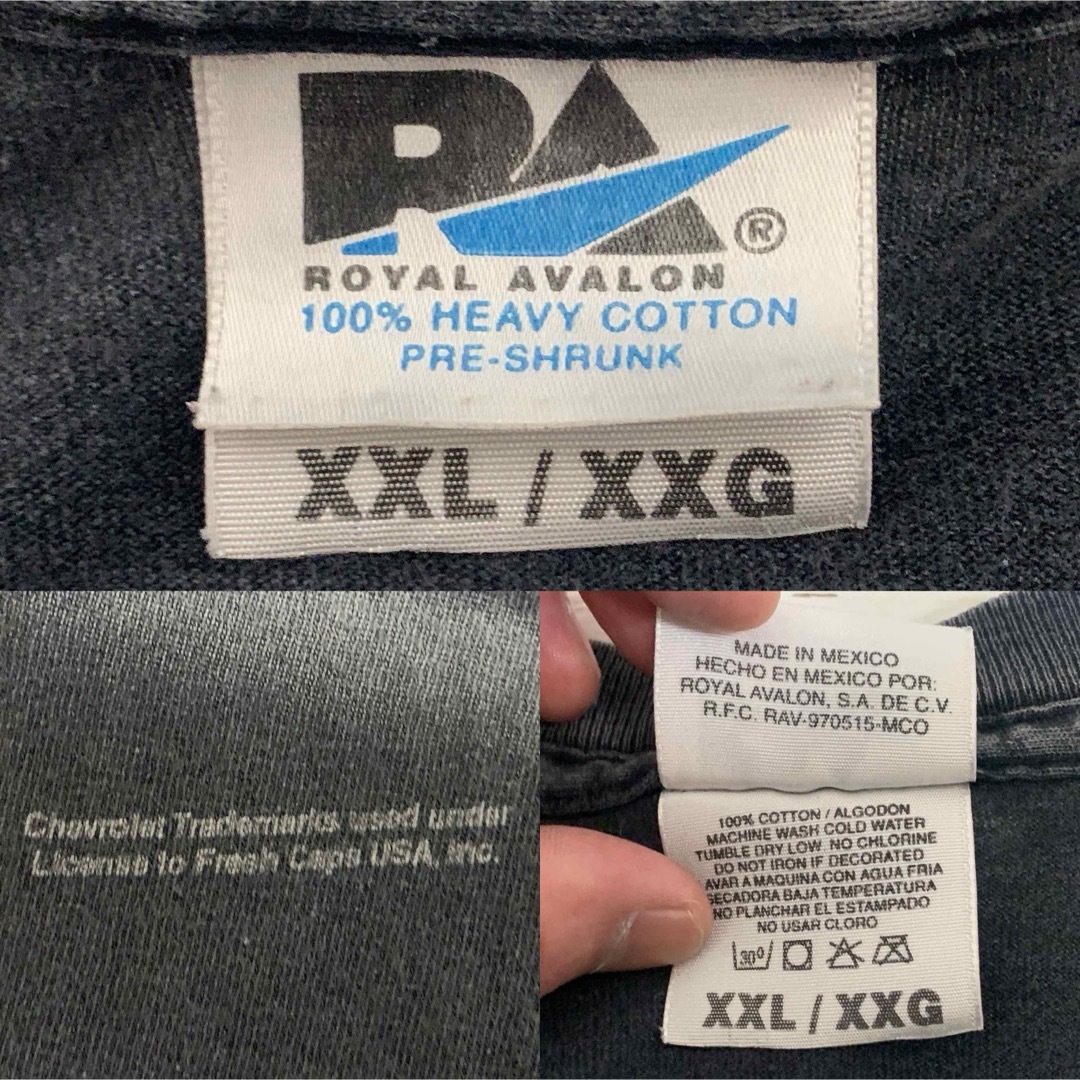 RA®
ROYAL AVALON
100% HEAVY COTTON
PRE-SHRUNK
XXL / XXG
Chevrolet Trademarks used under
License to Fresh Caps USA, Inc.
MADE IN MEXICO
HECHO EN MEXICO POR:
ROYAL AVALON, S.A. DE C.V.
R.F.C. RAV-970515-MCO
100% COTTON / ALGODON
MACHINE WASH COLD WATER
TUMBLE DRY LOW. NO CHLORINE
DO NOT IRON IF DECORATED
AVAR A MAQUINA CON AGUA FRIA
SECADORA BAJA TEMPERATURA
NO PLANCHAR EL ESTAMPADO
NO USAR CLORO
30°
XXL / XXG